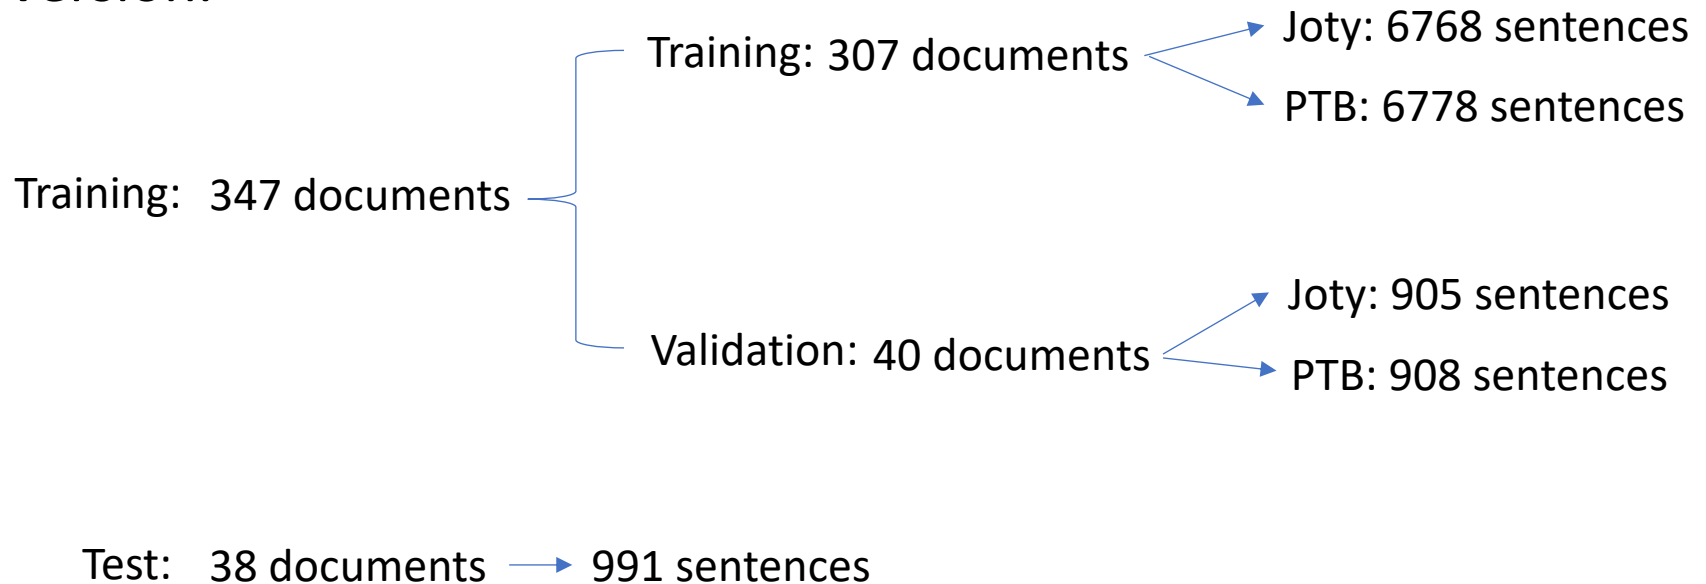 Joty: 6768 sentences
Training: 307 documents
PTB: 6778 sentences
Training: 347 documents
Joty: 905 sentences
Validation: 40 documents
PTB: 908 sentences
Test: 38 documents 991 sentences